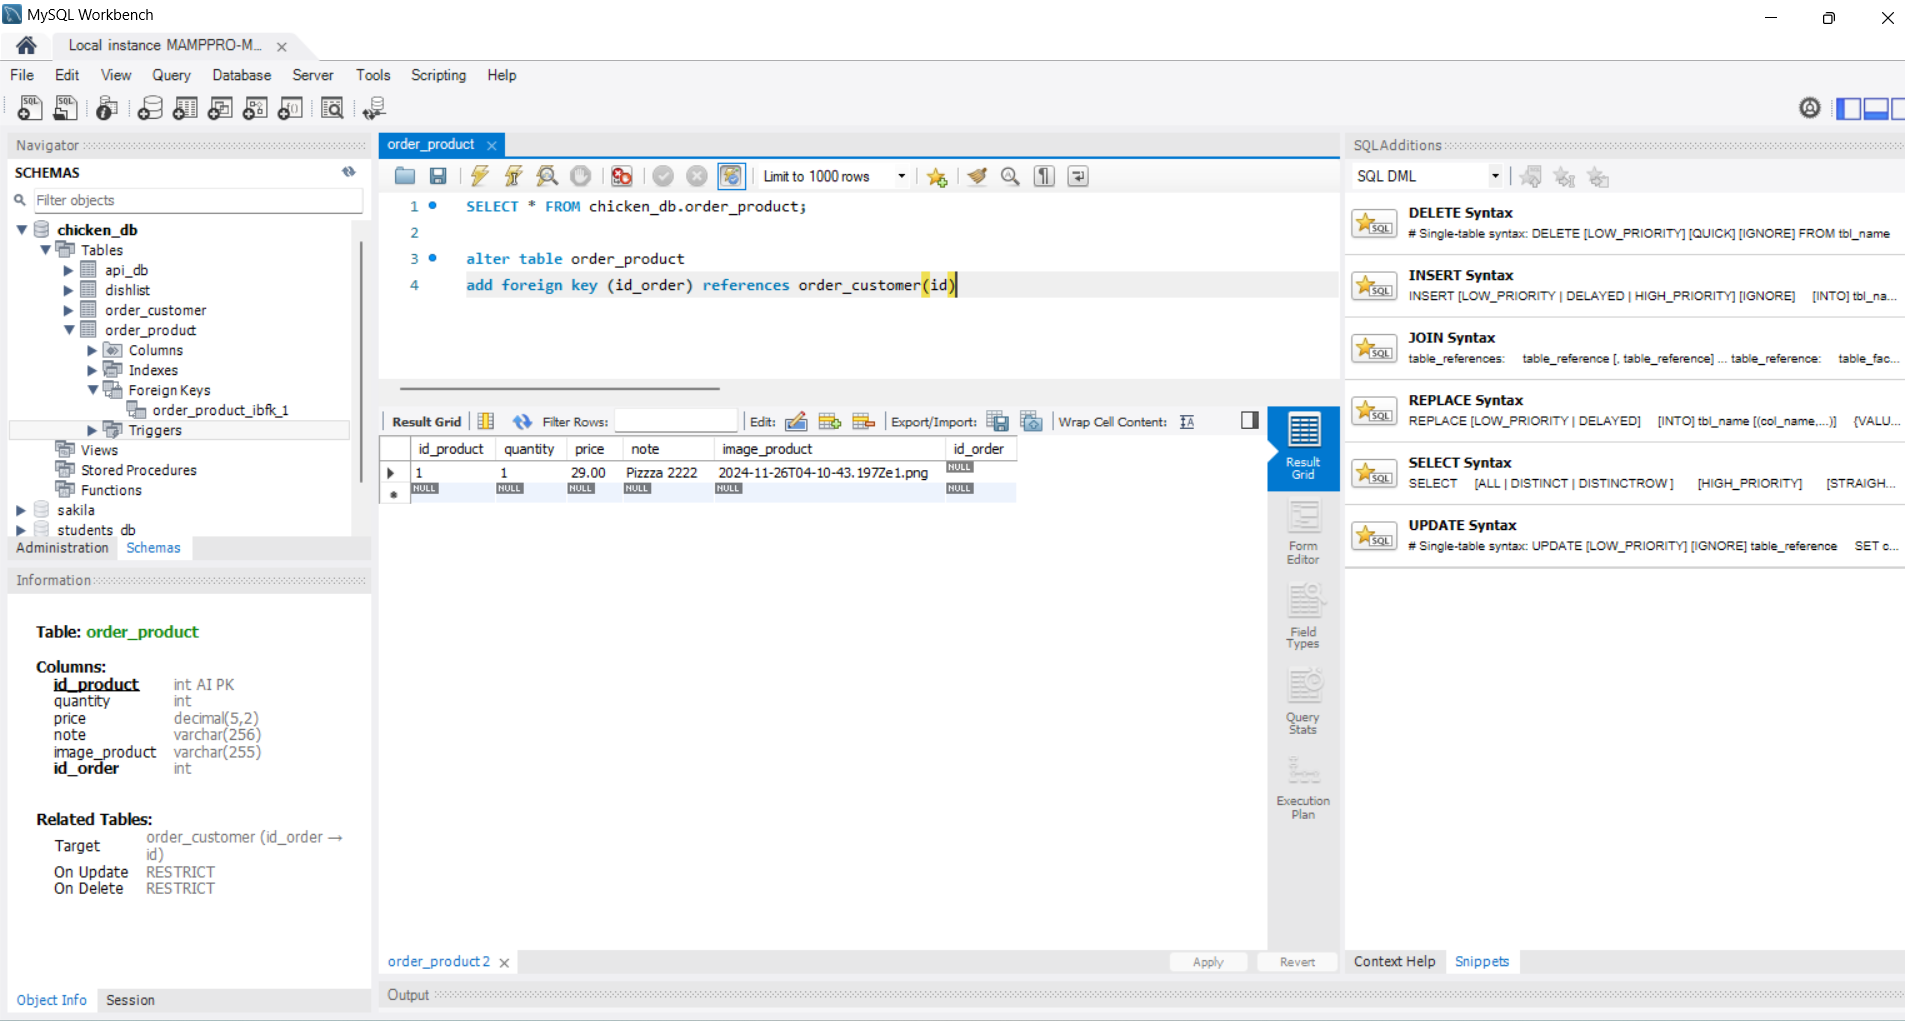 MySQL Workbench
Local instance MAMPPRO-M...
File Edit View Query Database Server Tools Scripting Help
Navigator
SCHEMAS
Filter objects
chicken_db
Tables
api_db
dishlist
order_customer
order_product
Columns
Indexes
Foreign Keys
order_product_ibfk_1
Triggers
Views
Stored Procedures
Functions
sakila
students_db
Administration Schemas
Information
Table: order_product
Columns:
id_product int AI PK
quantity int
price decimal(5,2)
note varchar(256)
image_product varchar(255)
id_order int
Related Tables:
Target order_customer (id_order → id)
On Update RESTRICT
On Delete RESTRICT
Object Info Session
order_product
Limit to 1000 rows
1 SELECT * FROM chicken_db.order_product;
2
3 alter table order_product
4 add foreign key (id_order) references order_customer(id)
Result Grid Filter Rows: Edit: Export/Import: Wrap Cell Content:
id_product quantity price note image_product id_order
1 1 29.00 Pizzza 2222 2024-11-26T04-10-43.197Ze1.png NULL
NULL NULL NULL NULL NULL NULL
Result Grid
Form Editor
Field Types
Query Stats
Execution Plan
order_product 2
Apply Revert
Output
SQLAdditions
SQL DML
DELETE Syntax
# Single-table syntax: DELETE [LOW_PRIORITY] [QUICK] [IGNORE] FROM tbl_name
INSERT Syntax
INSERT [LOW_PRIORITY | DELAYED | HIGH_PRIORITY] [IGNORE] [INTO] tbl_na...
JOIN Syntax
table_references: table_reference [, table_reference] ... table_reference: table_fac...
REPLACE Syntax
REPLACE [LOW_PRIORITY | DELAYED] [INTO] tbl_name [(col_name,...)] {VALU...
SELECT Syntax
SELECT [ALL | DISTINCT | DISTINCTROW ] [HIGH_PRIORITY] [STRAIGH...
UPDATE Syntax
# Single-table syntax: UPDATE [LOW_PRIORITY] [IGNORE] table_reference SET c...
Context Help Snippets